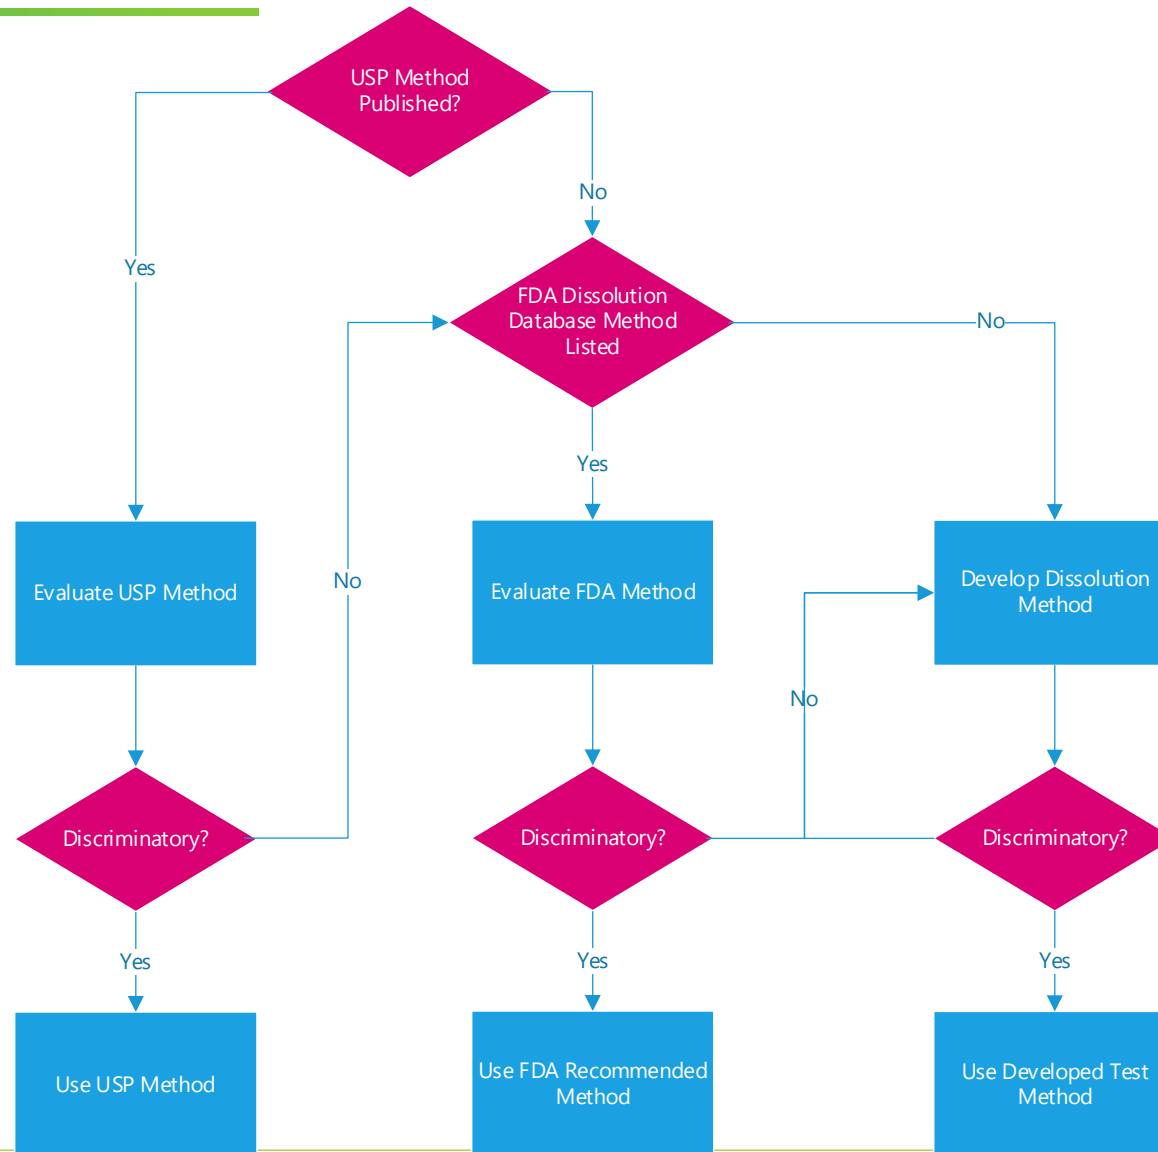 USP Method
Published?
No
Yes
FDA Dissolution
Database Method
Listed
No
Yes
No
Evaluate USP Method
Evaluate FDA Method
Develop Dissolution
Method
No
Discriminatory?
Discriminatory?
Discriminatory?
Yes
Yes
Yes
Use USP Method
Use FDA Recommended
Method
Use Developed Test
Method